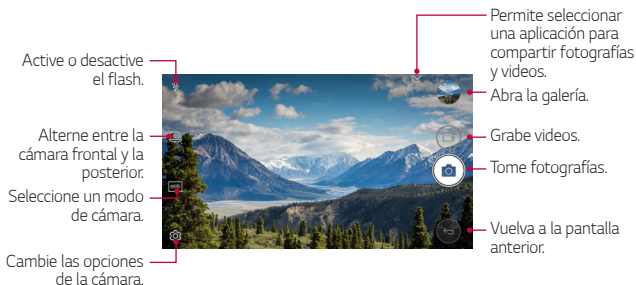 Active o desactive
el flash.
Alterne entre la
cámara frontal y la
posterior.
Seleccione un modo
de cámara.
Cambie las opciones
de la cámara.
Permite seleccionar
una aplicación para
compartir fotografías
y videos.
Abra la galería.
Grabe videos.
Tome fotografías.
Vuelva a la pantalla
anterior.